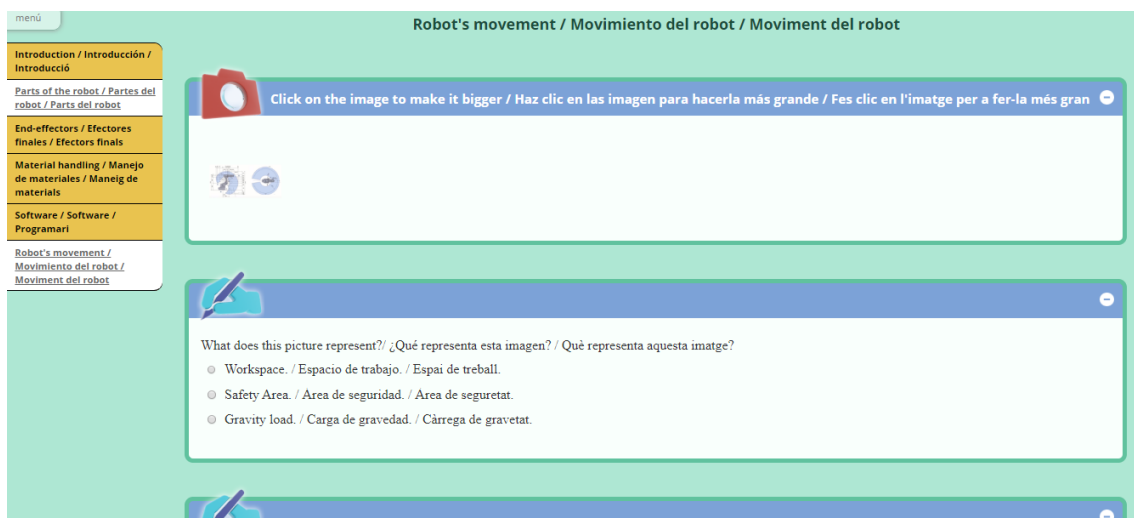 menú
Robot's movement / Movimiento del robot / Moviment del robot
Introduction / Introducción /
Introducció
Parts of the robot / Partes del
robot / Parts del robot
End-effectors / Efectores
finales / Efectors finals
Material handling / Manejo
de materiales / Maneig de
materials
Software / Software /
Programari
Robot's movement /
Movimiento del robot /
Moviment del robot
Click on the image to make it bigger / Haz clic en las imagen para hacerla más grande / Fes clic en l'imatge per a fer-la més gran
What does this picture represent?/ ¿Qué representa esta imagen? / Què representa aquesta imatge?
Workspace. / Espacio de trabajo. / Espai de treball.
Safety Area. / Area de seguridad. / Area de seguretat.
Gravity load. / Carga de gravedad. / Càrrega de gravetat.